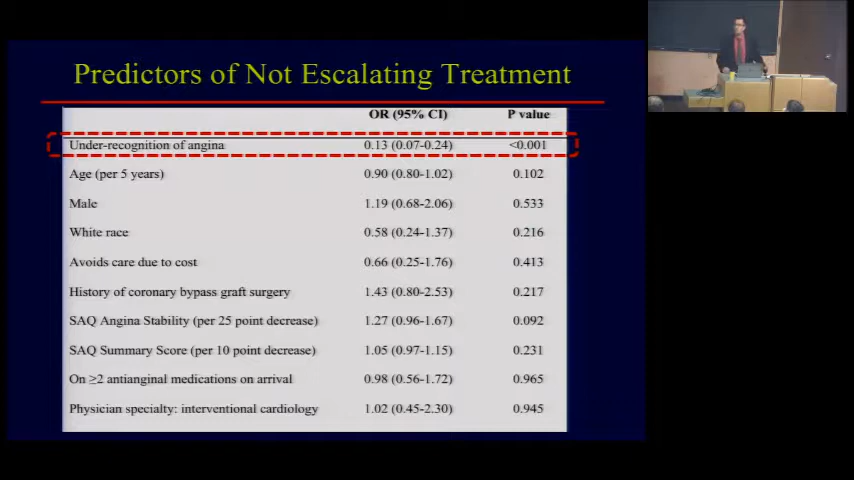 Predictors of Not Escalating Treatment
OR (95% CI) P value
Under-recognition of angina 0.13 (0.07-0.24) <0.001
Age (per 5 years) 0.90 (0.80-1.02) 0.102
Male 1.19 (0.68-2.06) 0.533
White race 0.58 (0.24-1.37) 0.216
Avoids care due to cost 0.66 (0.25-1.76) 0.413
History of coronary bypass graft surgery 1.43 (0.80-2.53) 0.217
SAQ Angina Stability (per 25 point decrease) 1.27 (0.96-1.67) 0.092
SAQ Summary Score (per 10 point decrease) 1.05 (0.97-1.15) 0.231
On ≥2 antianginal medications on arrival 0.98 (0.56-1.72) 0.965
Physician specialty: interventional cardiology 1.02 (0.45-2.30) 0.945